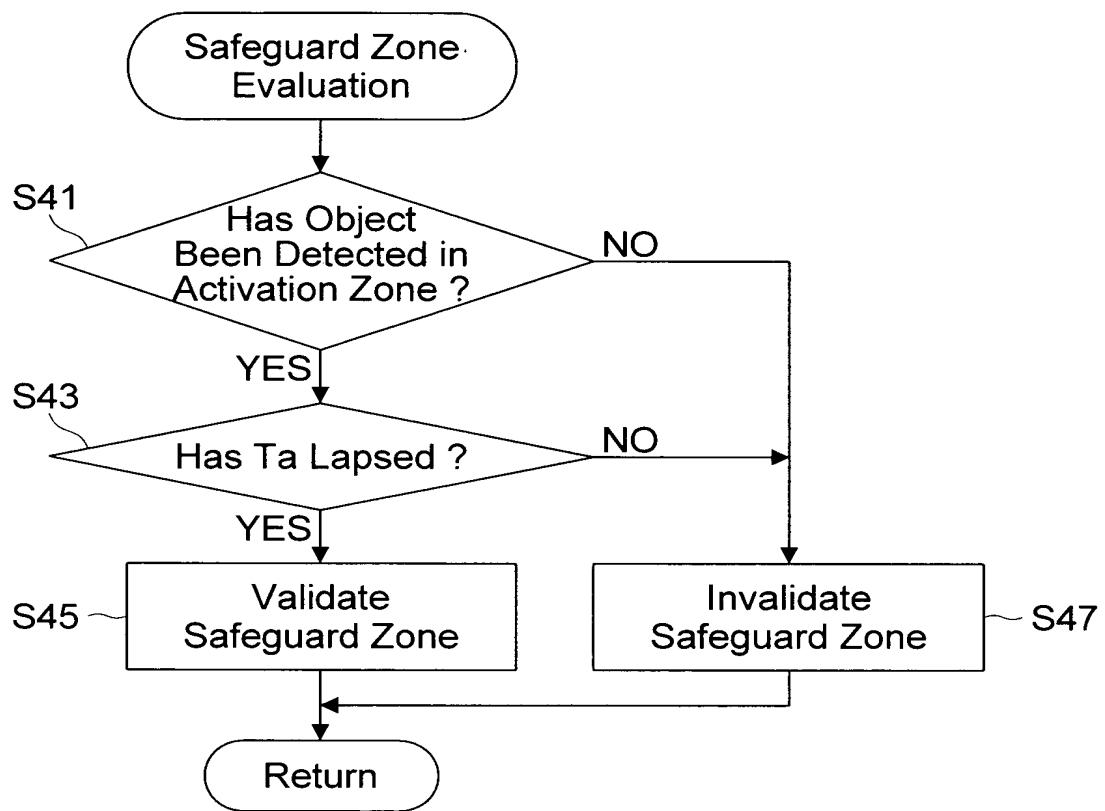 Safeguard Zone
Evaluation
S41
Has Object
Been Detected in
Activation Zone ?
NO
YES
S43
Has Ta Lapsed ?
NO
YES
S45
Validate
Safeguard Zone
Invalidate
Safeguard Zone
S47
Return